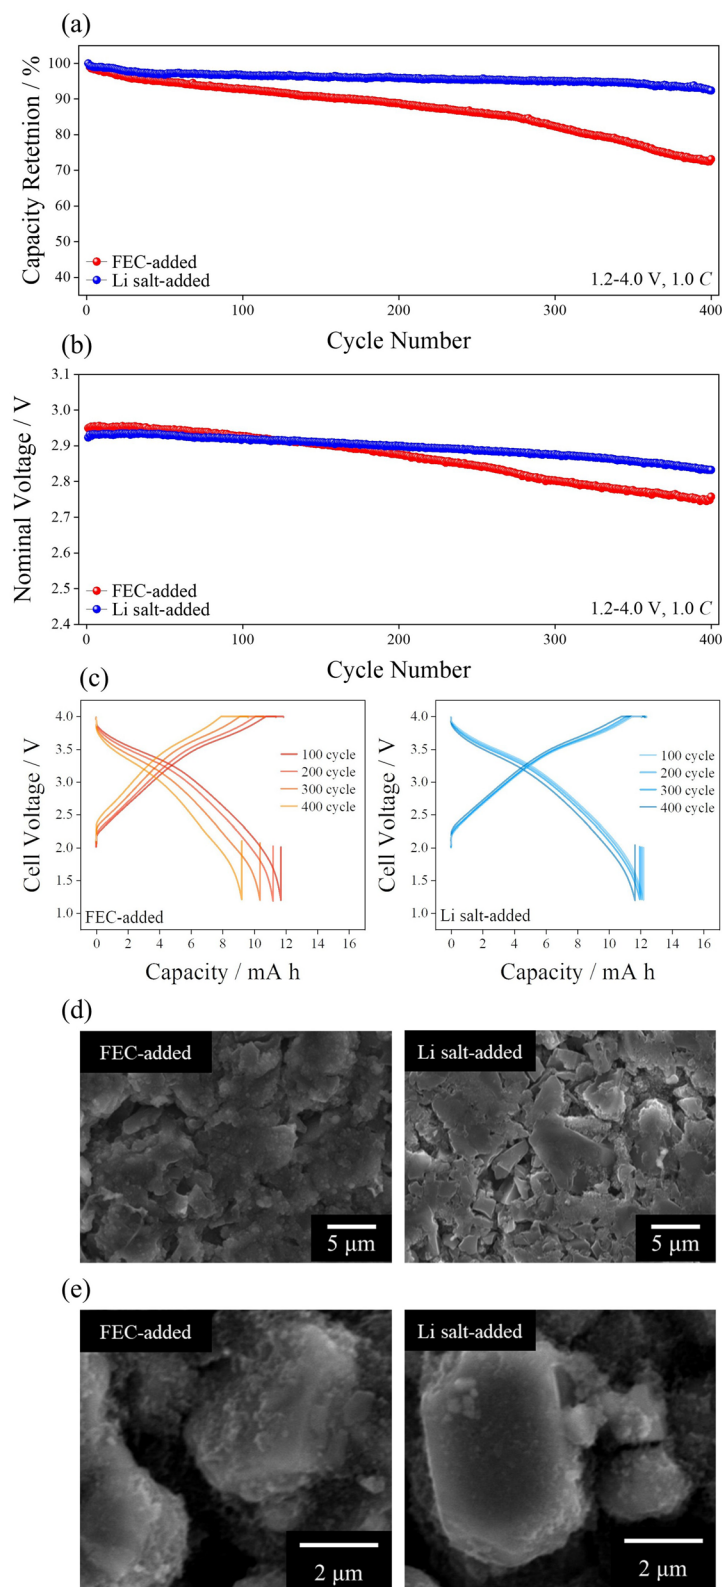 (a)
100
90
80
70
60
50
40
Capacity Retetnion / %
FEC-added
Li salt-added
1.2-4.0 V, 1.0 C
0 100 200 300 400
Cycle Number
(b)
3.1
3.0
2.9
2.8
2.7
2.6
2.5
2.4
Nominal Voltage / V
FEC-added
Li salt-added
1.2-4.0 V, 1.0 C
0 100 200 300 400
Cycle Number
(c)
4.0
3.5
3.0
2.5
2.0
1.5
1.0
Cell Voltage / V
100 cycle
200 cycle
300 cycle
400 cycle
FEC-added
0 2 4 6 8 10 12 14 16
Capacity / mA h
4.0
3.5
3.0
2.5
2.0
1.5
1.0
Cell Voltage / V
100 cycle
200 cycle
300 cycle
400 cycle
Li salt-added
0 2 4 6 8 10 12 14 16
Capacity / mA h
(d)
FEC-added
5 μm
Li salt-added
5 μm
(e)
FEC-added
2 μm
Li salt-added
2 μm